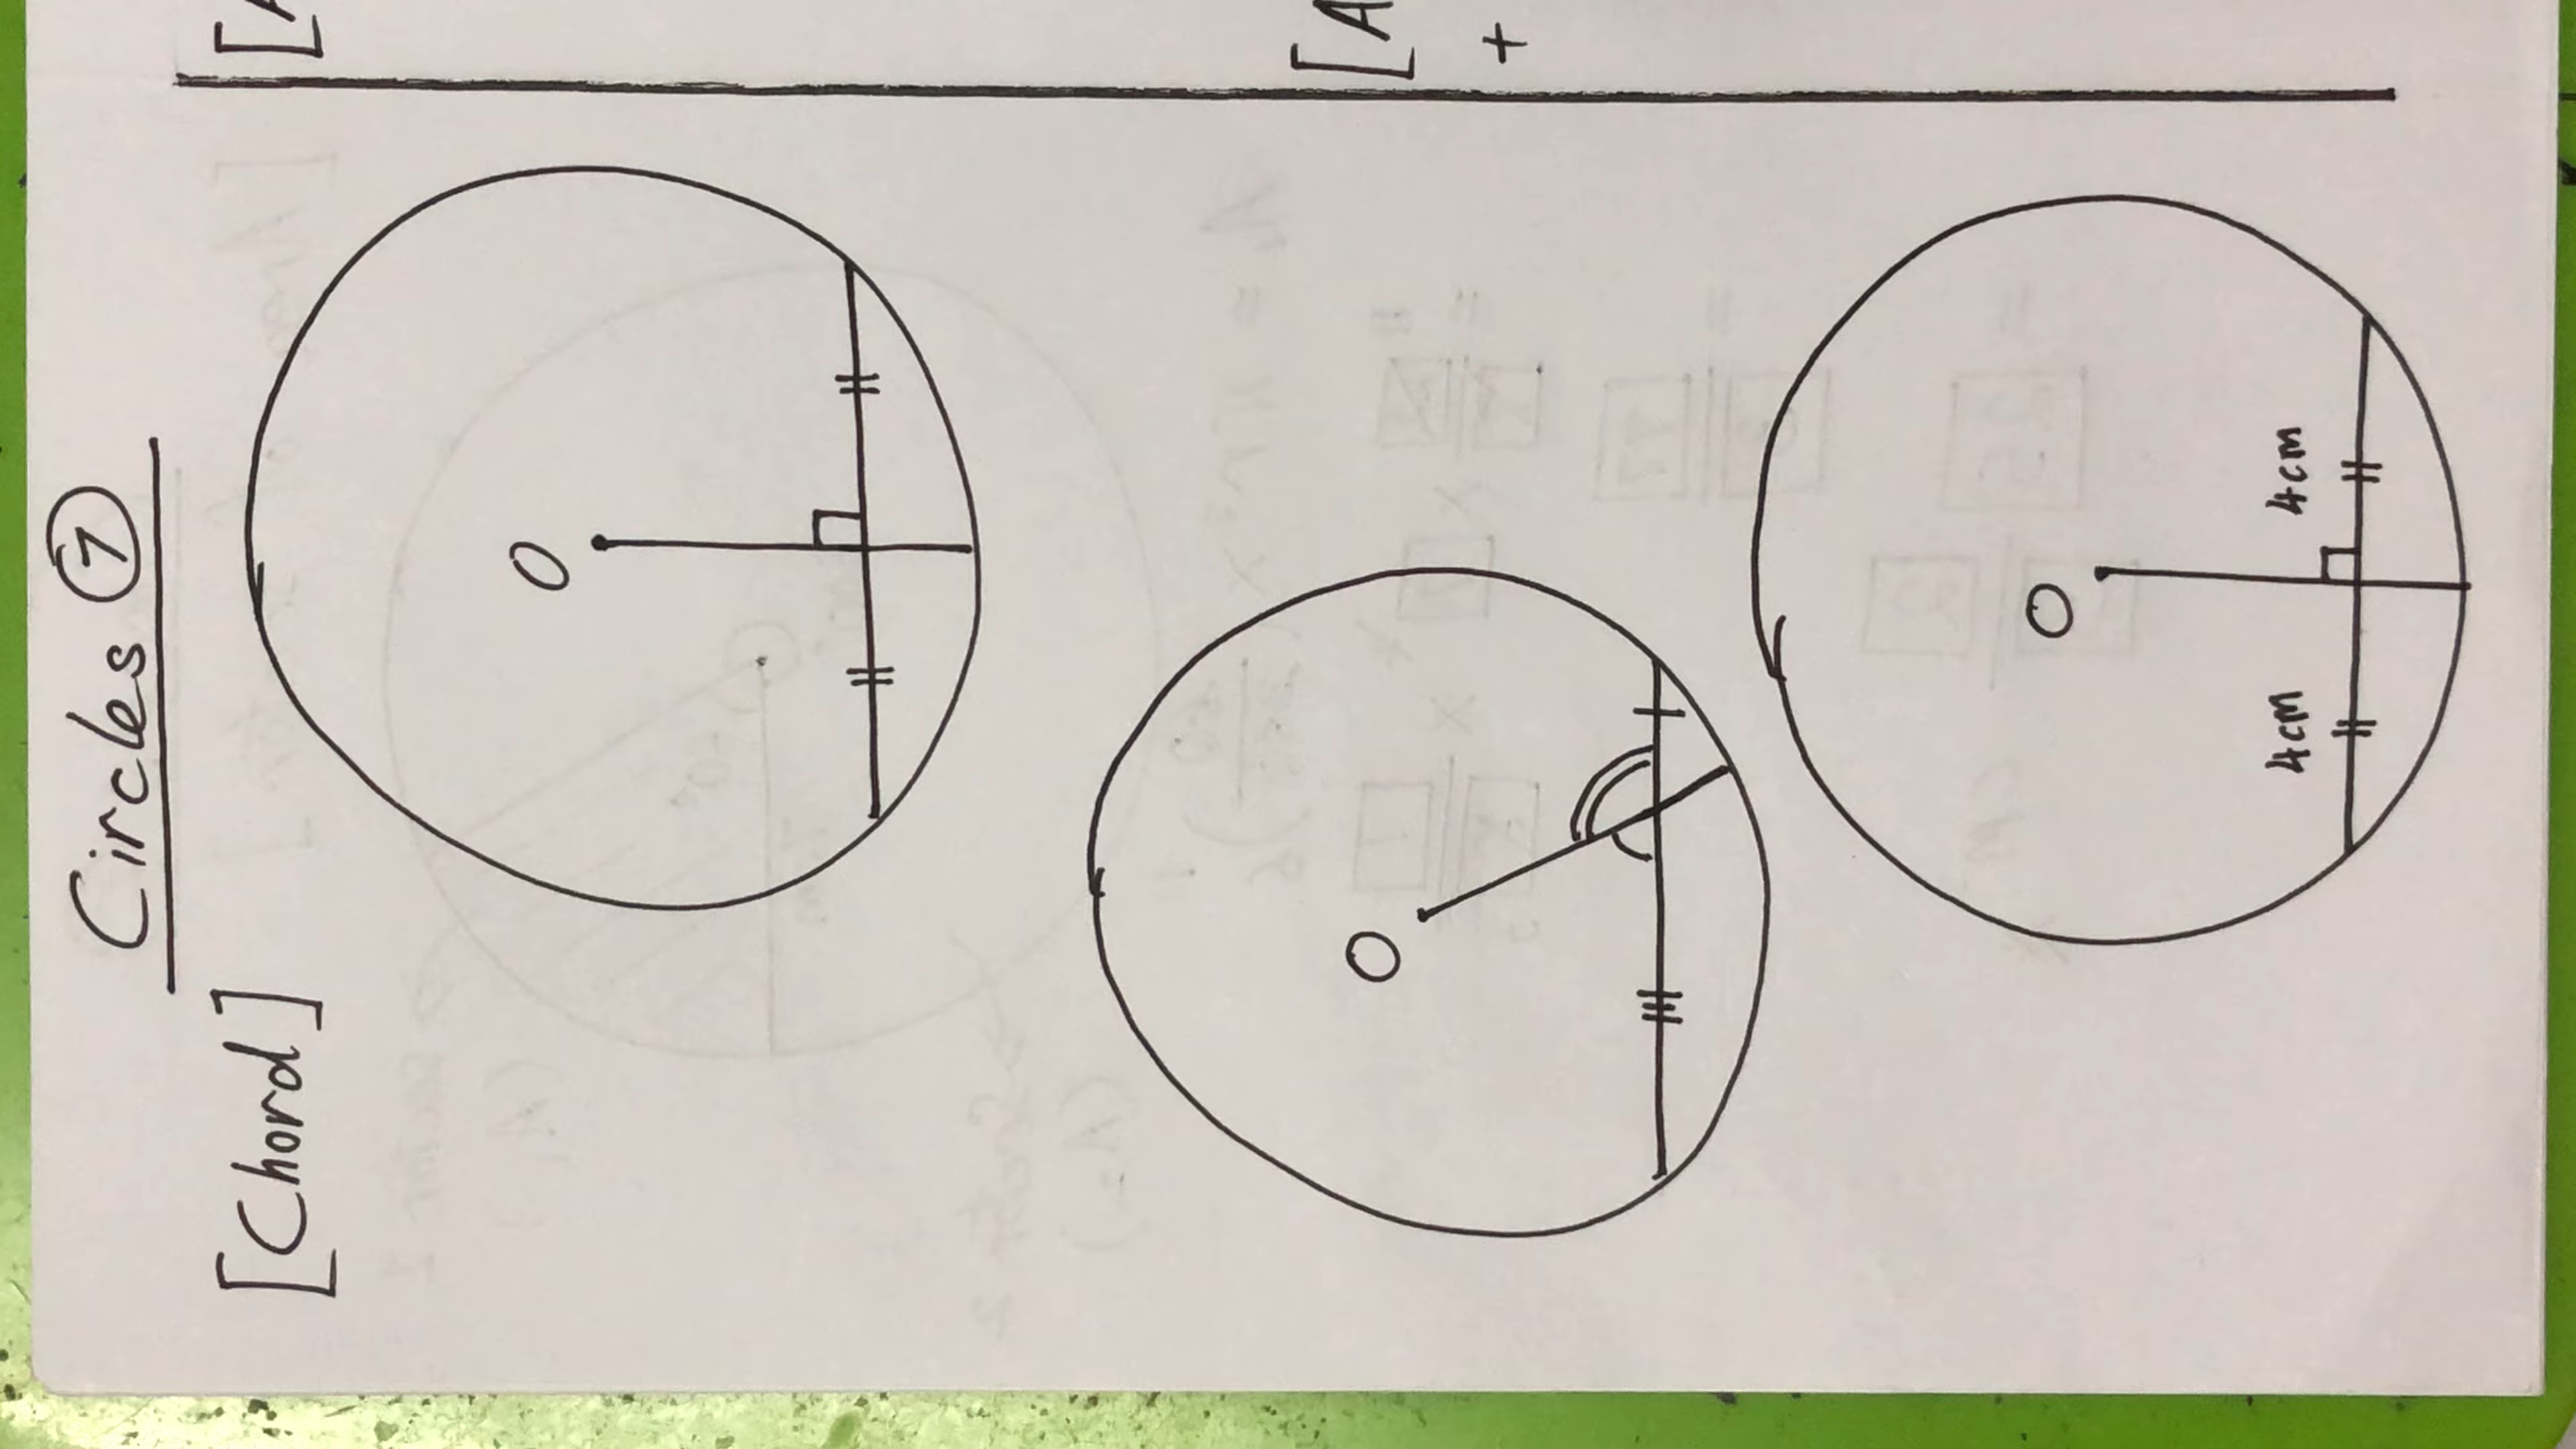 Circles ⑦
[Chord]
[A
O
O
[A
+
O
4cm 4cm